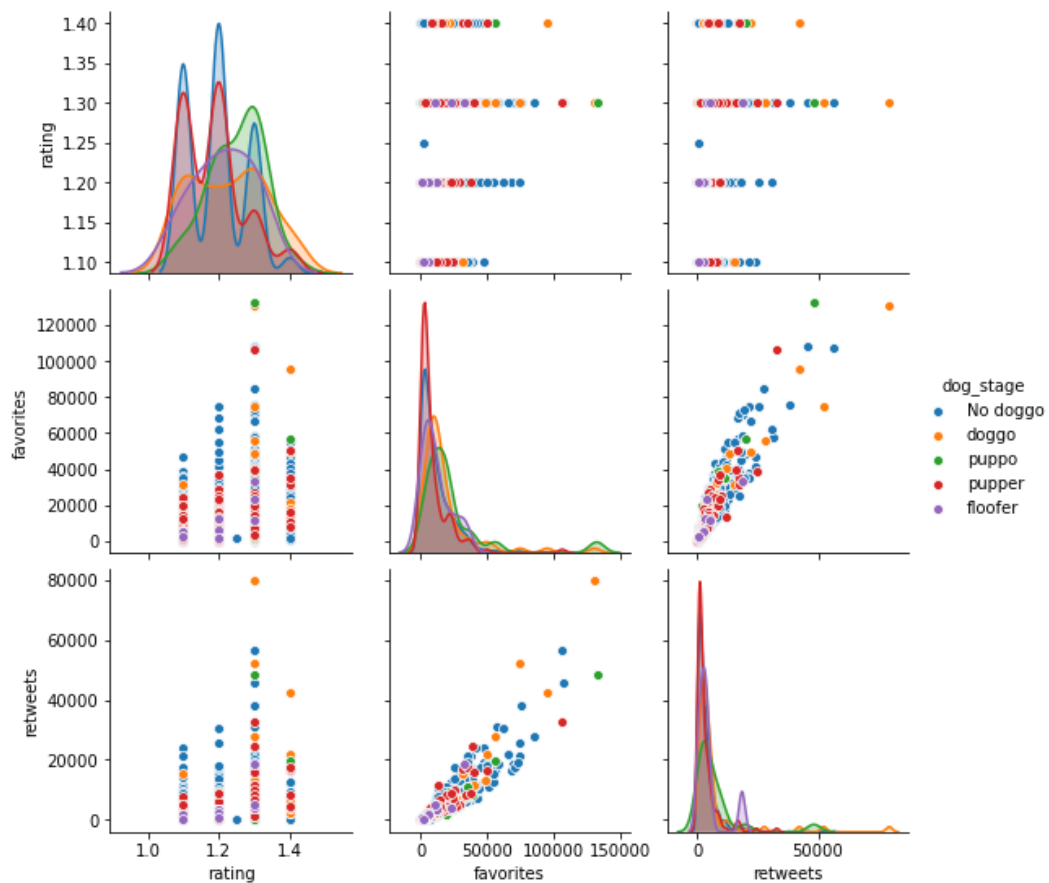 1.40
1.35
1.30
1.25
1.20
1.15
1.10
rating
120000
100000
80000
60000
40000
20000
0
favorites
80000
60000
40000
20000
0
retweets
1.0 1.2 1.4
rating
0 50000 100000 150000
favorites
0 50000
retweets
dog_stage
No doggo
doggo
puppo
pupper
floofer